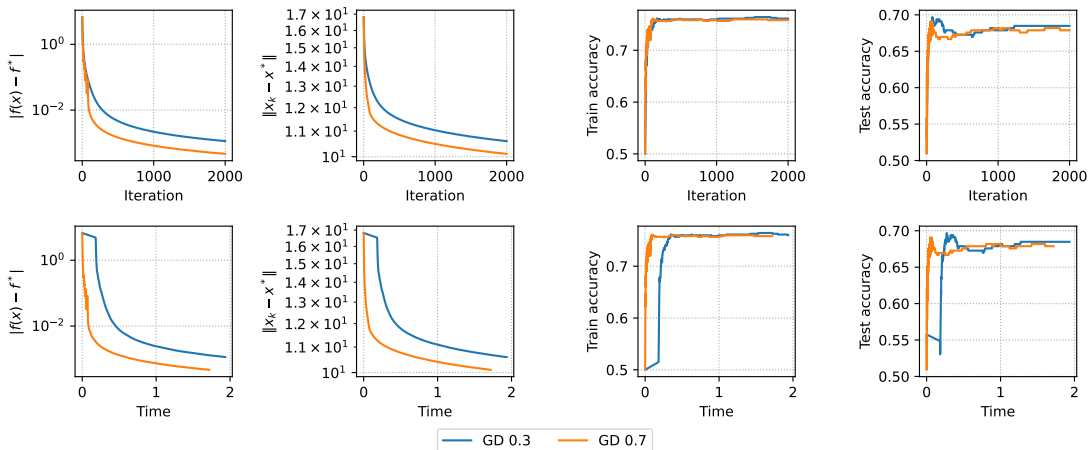 |f(x) − f*|
10⁰
10⁻²
0
1000
2000
Iteration
‖xₖ − x*‖
1.7 × 10¹
1.6 × 10¹
1.5 × 10¹
1.4 × 10¹
1.3 × 10¹
1.2 × 10¹
1.1 × 10¹
10¹
0
1000
2000
Iteration
Train accuracy
0.7
0.6
0.5
0
1000
2000
Iteration
Test accuracy
0.70
0.65
0.60
0.55
0.50
0
1000
2000
Iteration
|f(x) − f*|
10⁰
10⁻²
0
1
2
Time
‖xₖ − x*‖
1.7 × 10¹
1.6 × 10¹
1.5 × 10¹
1.4 × 10¹
1.3 × 10¹
1.2 × 10¹
1.1 × 10¹
10¹
0
1
2
Time
Train accuracy
0.7
0.6
0.5
0
1
2
Time
Test accuracy
0.70
0.65
0.60
0.55
0.50
0
1
2
Time
GD 0.3
GD 0.7